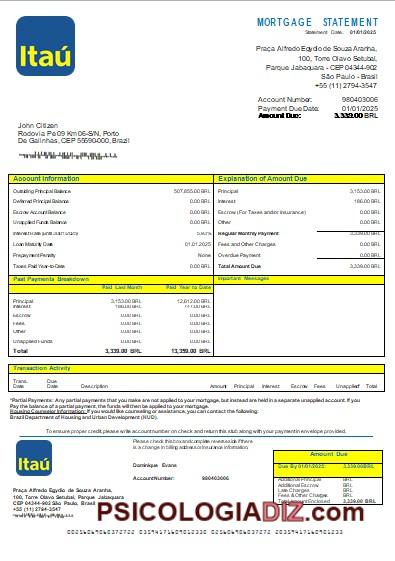 Itaú
MORTGAGE STATEMENT
Statement Date: 01/01/2025
Praça Alfredo Egydio de Souza Aranha,
100, Torre Olavo Setubal,
Parque Jabaquara - CEP 04344-902
São Paulo - Brasil
+55 (11) 2794-3547
Account Number: 980403006
Payment Due Date: 01/01/2025
Amount Due: 3,339.00 BRL
John Citizen
Rodovia Pe 09 Km 06-S/N, Porto
De Galinhas, CEP 55590-000, Brazil
Account Information
Outstanding Principal Balance 507,855.00 BRL
Deferred Principal Balance 0.00 BRL
Escrow Account Balance 0.00 BRL
Unapplied Funds Balance 0.00 BRL
Interest Rate (until
Loan Maturity Date 01.01.2025
Prepayment Penalty None
Taxes Paid Year-to-Date 0.00 BRL
Explanation of Amount Due
Principal 3,153.00 BRL
Interest 186.00 BRL
Escrow (For Taxes and/or Insurance) 0.00 BRL
Other 0.00 BRL
Regular Monthly Payment 3,339.00 BRL
Fees and Other Charges 0.00 BRL
Overdue Payment 0.00 BRL
Total Amount Due 3,339.00 BRL
Past Payments Breakdown
Paid Last Month Paid Year to Date
Principal 3,153.00 BRL 12,612.00 BRL
Interest 186.00 BRL 747.00 BRL
Escrow 0.00 BRL 0.00 BRL
Fees 0.00 BRL 0.00 BRL
Other 0.00 BRL 0.00 BRL
Unapplied Funds 0.00 BRL 0.00 BRL
Total 3,339.00 BRL 13,359.00 BRL
Important Messages
Transaction Activity
Trans. Date Due Date Description Amount Principal Interest Escrow Fees Unapplied* Total
*Partial Payments: Any partial payments that you make are not applied to your mortgage, but instead are held in a separate unapplied account. If you
Pay the balance of a partial payment, the funds will then be applied to your mortgage.
Housing Counselor Information: If you would like counseling or assistance, you can contact the following:
Brazil Department of Housing and Urban Development (HUD).
To ensure proper credit, please write account number on check and return this stub along with you payment in envelope provided.
Itaú
Please check this box and complete reverse side if there
is a change in billing address or insurance information.
Dominique Evans
Account Number: 980403006
Amount Due
Due By 01/01/2025: 3,339.00 BRL
Additional Principal BRL
Additional Escrow BRL
Late Charges BRL
Fees & Other Charges BRL
Total Amount Enclosed 3,339.00 BRL
Praça Alfredo Egydio de Souza Aranha,
100, Torre Olavo Setubal, Parque Jabaquara
- CEP 04344-902
São Paulo - Brasil
+55 (11) 2794-3547
PSICOLOGIADIZ.COM